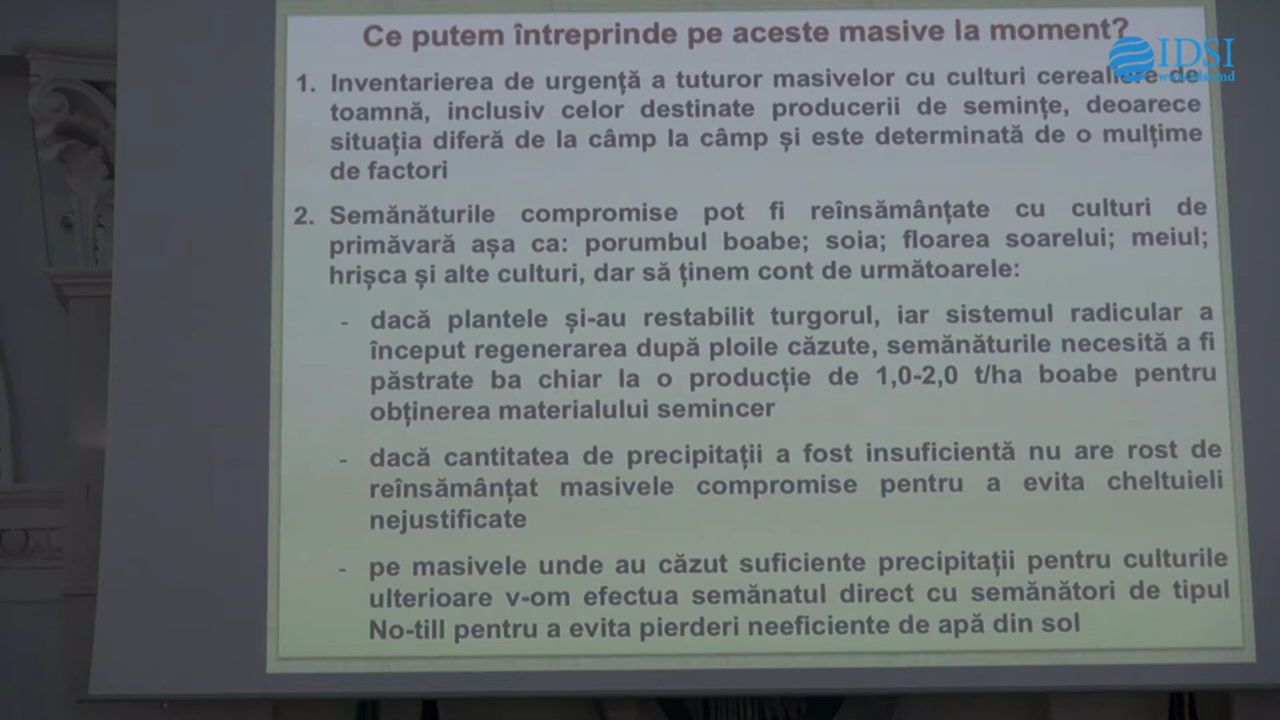 Ce putem întreprinde pe aceste masive la moment?
IDSI
www.idsi.md
1. Inventarierea de urgență a tuturor masivelor cu culturi cerealiere de
toamnă, inclusiv celor destinate producerii de semințe, deoarece
situația diferă de la câmp la câmp și este determinată de o mulțime
de factori
2. Semănăturile compromise pot fi reînsămânțate cu culturi de
primăvară așa ca: porumbul boabe; soia; floarea soarelui; meiul;
hrișca și alte culturi, dar să ținem cont de următoarele:
- dacă plantele și-au restabilit turgorul, iar sistemul radicular a
început regenerarea după ploile căzute, semănăturile necesită a fi
păstrate ba chiar la o producție de 1,0-2,0 t/ha boabe pentru
obținerea materialului semincer
- dacă cantitatea de precipitații a fost insuficientă nu are rost de
reînsămânțat masivele compromise pentru a evita cheltuieli
nejustificate
- pe masivele unde au căzut suficiente precipitații pentru culturile
ulterioare v-om efectua semănatul direct cu semănători de tipul
No-till pentru a evita pierderi neeficiente de apă din sol